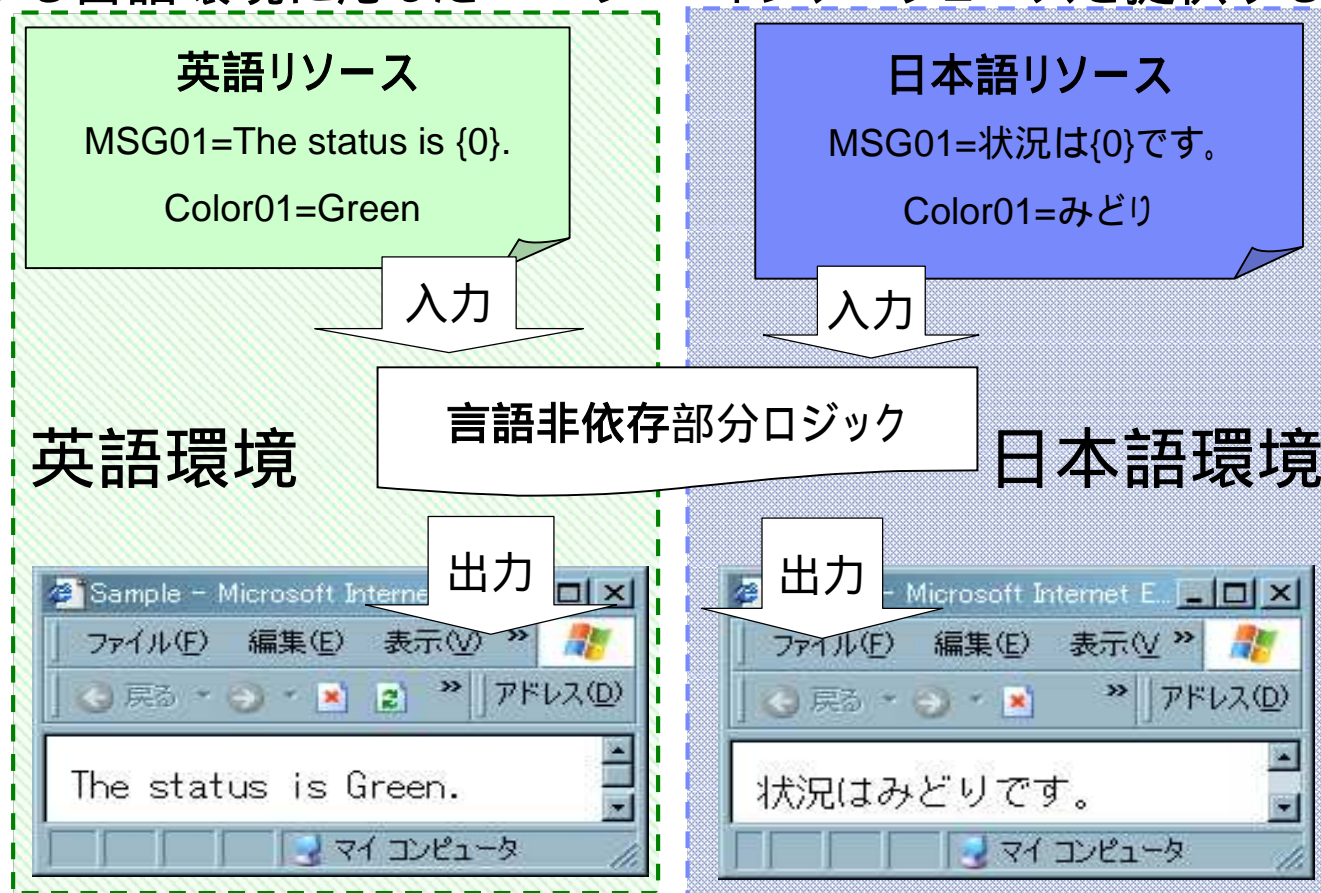 英語リソース
MSG01=The status is {0}.
Color01=Green
日本語リソース
MSG01=状況は{0}です。
Color01=みどり
入力
入力
言語非依存部分ロジック
英語環境
日本語環境
出力
出力
Sample - Microsoft Interne
ファイル(F) 編集(E) 表示(V) »
戻る » アドレス(D)
The status is Green.
マイ コンピュータ
- Microsoft Internet E...
ファイル(F) 編集(E) 表示(V »
戻る » アドレス(D)
状況はみどりです。
マイ コンピュータ